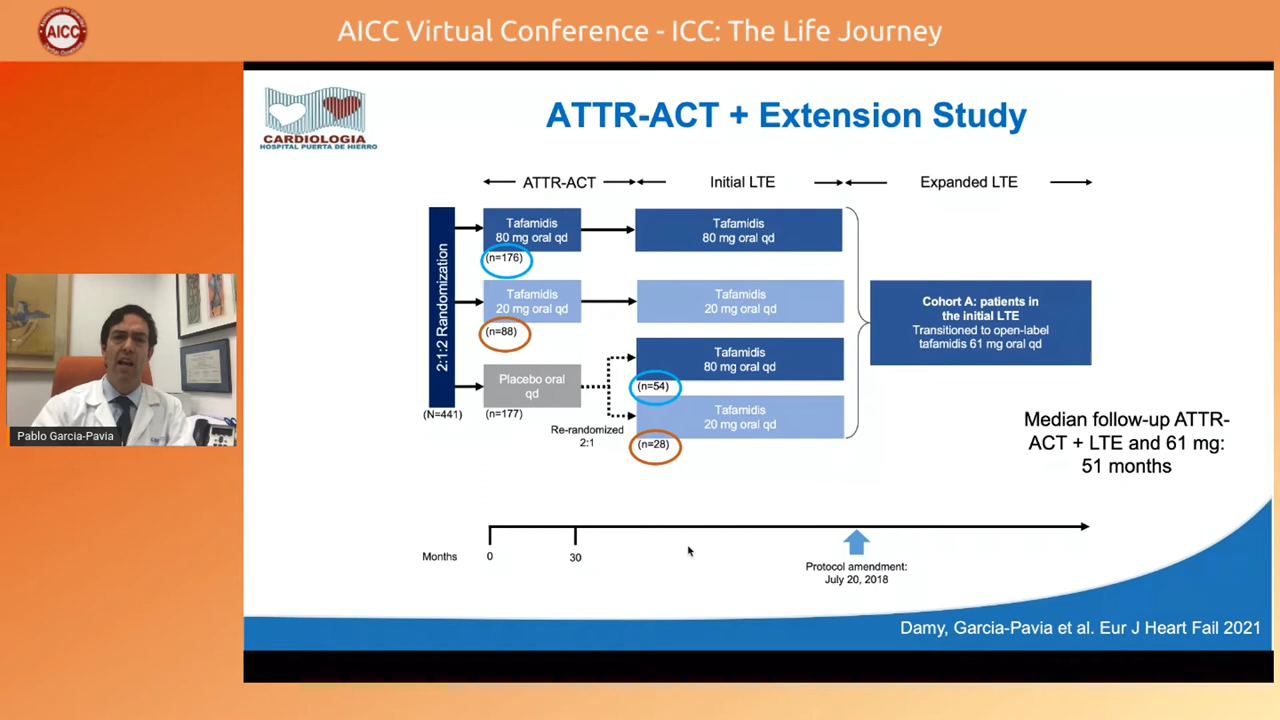 AICC
AICC Virtual Conference - ICC: The Life Journey
CARDIOLOGIA
HOSPITAL PUERTA DE HIERRO
ATTR-ACT + Extension Study
ATTR-ACT
Initial LTE
Expanded LTE
2:1:2 Randomization
(N=441)
Tafamidis
80 mg oral qd
(n=176)
Tafamidis
80 mg oral qd
Tafamidis
20 mg oral qd
(n=88)
Tafamidis
20 mg oral qd
Placebo oral
qd
(n=177)
Re-randomized
2:1
Tafamidis
80 mg oral qd
(n=54)
Tafamidis
20 mg oral qd
(n=28)
Cohort A: patients in
the initial LTE
Transitioned to open-label
tafamidis 61 mg oral qd
Median follow-up ATTR-
ACT + LTE and 61 mg:
51 months
Months
0
30
Protocol amendment:
July 20, 2018
Pablo Garcia-Pavia
Damy, Garcia-Pavia et al. Eur J Heart Fail 2021